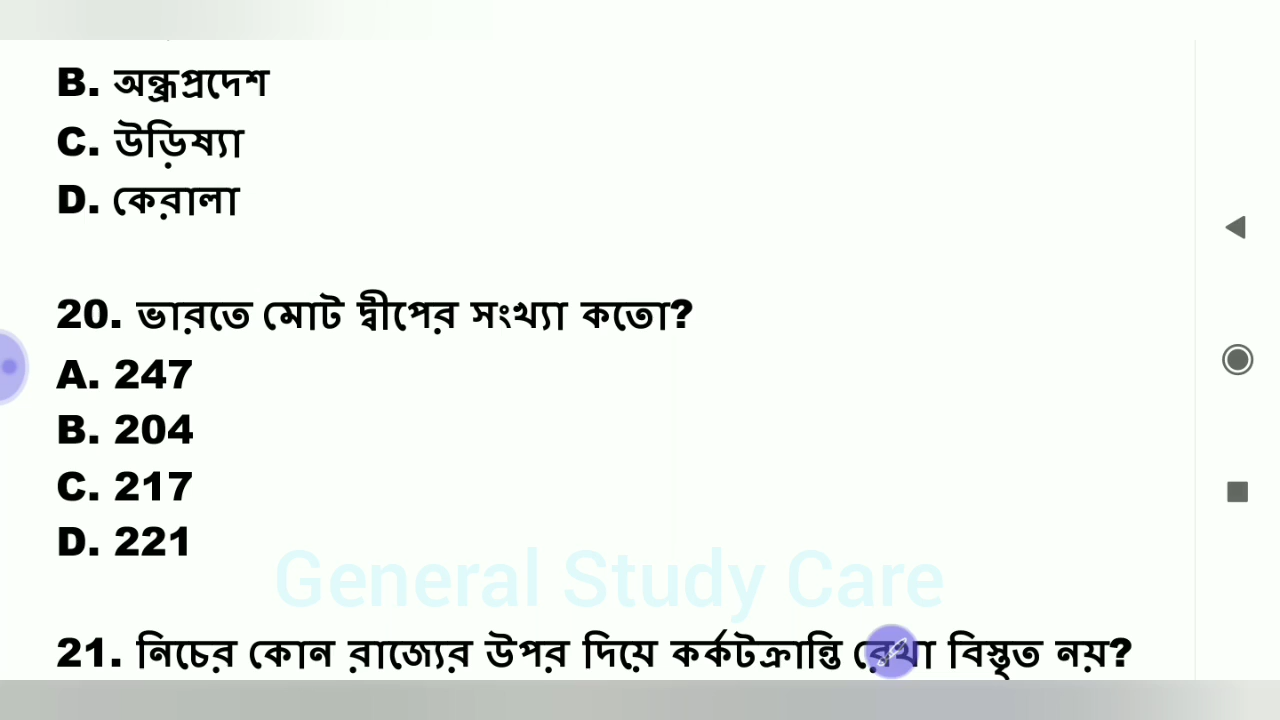 B. অন্ধ্রপ্রদেশ
C. উড়িষ্যা
D. কেরালা
20. ভারতে মোট দ্বীপের সংখ্যা কতো?
A. 247
B. 204
C. 217
D. 221
General Study Care
21. নিচের কোন রাজ্যের উপর দিয়ে কর্কটক্রান্তি রেখা বিস্তৃত নয়?